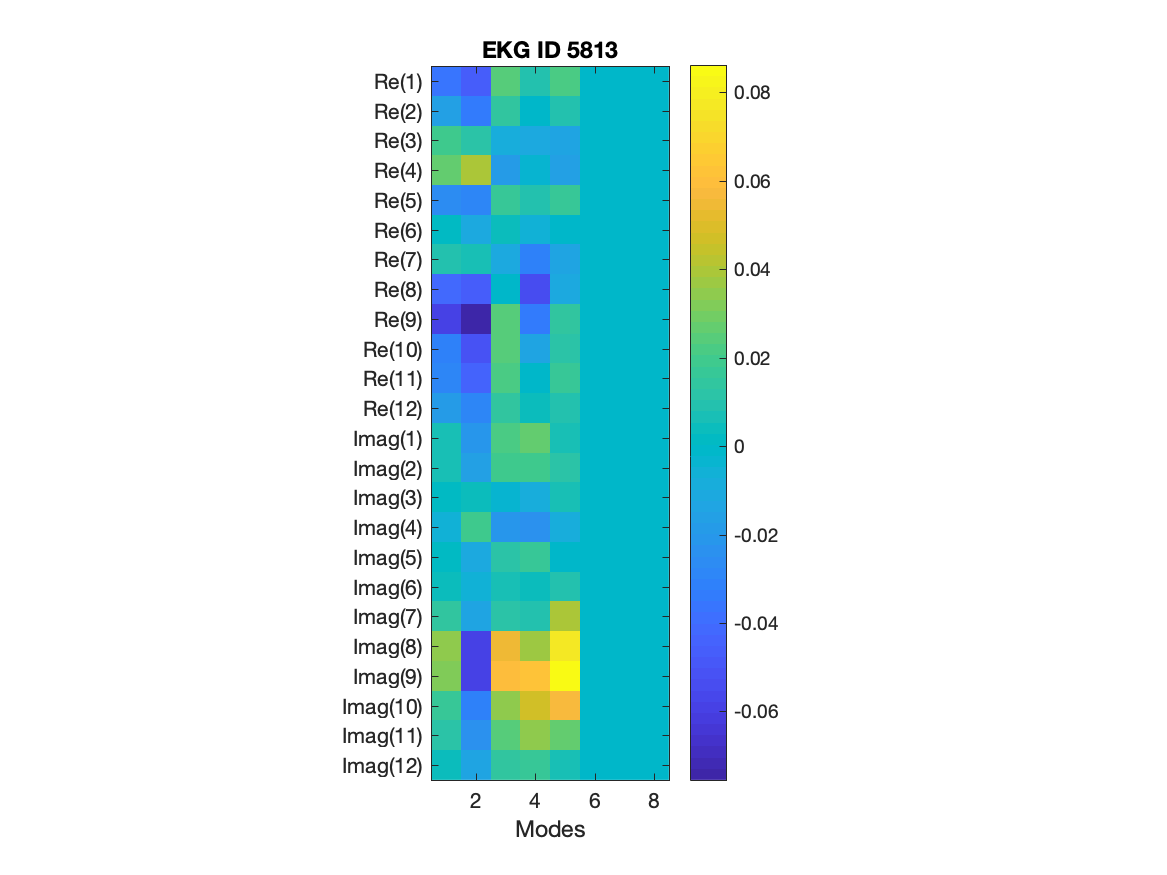 EKG ID 5813
Re(1)
Re(2)
Re(3)
Re(4)
Re(5)
Re(6)
Re(7)
Re(8)
Re(9)
Re(10)
Re(11)
Re(12)
Imag(1)
Imag(2)
Imag(3)
Imag(4)
Imag(5)
Imag(6)
Imag(7)
Imag(8)
Imag(9)
Imag(10)
Imag(11)
Imag(12)
2 4 6 8
Modes
0.08
0.06
0.04
0.02
0
-0.02
-0.04
-0.06